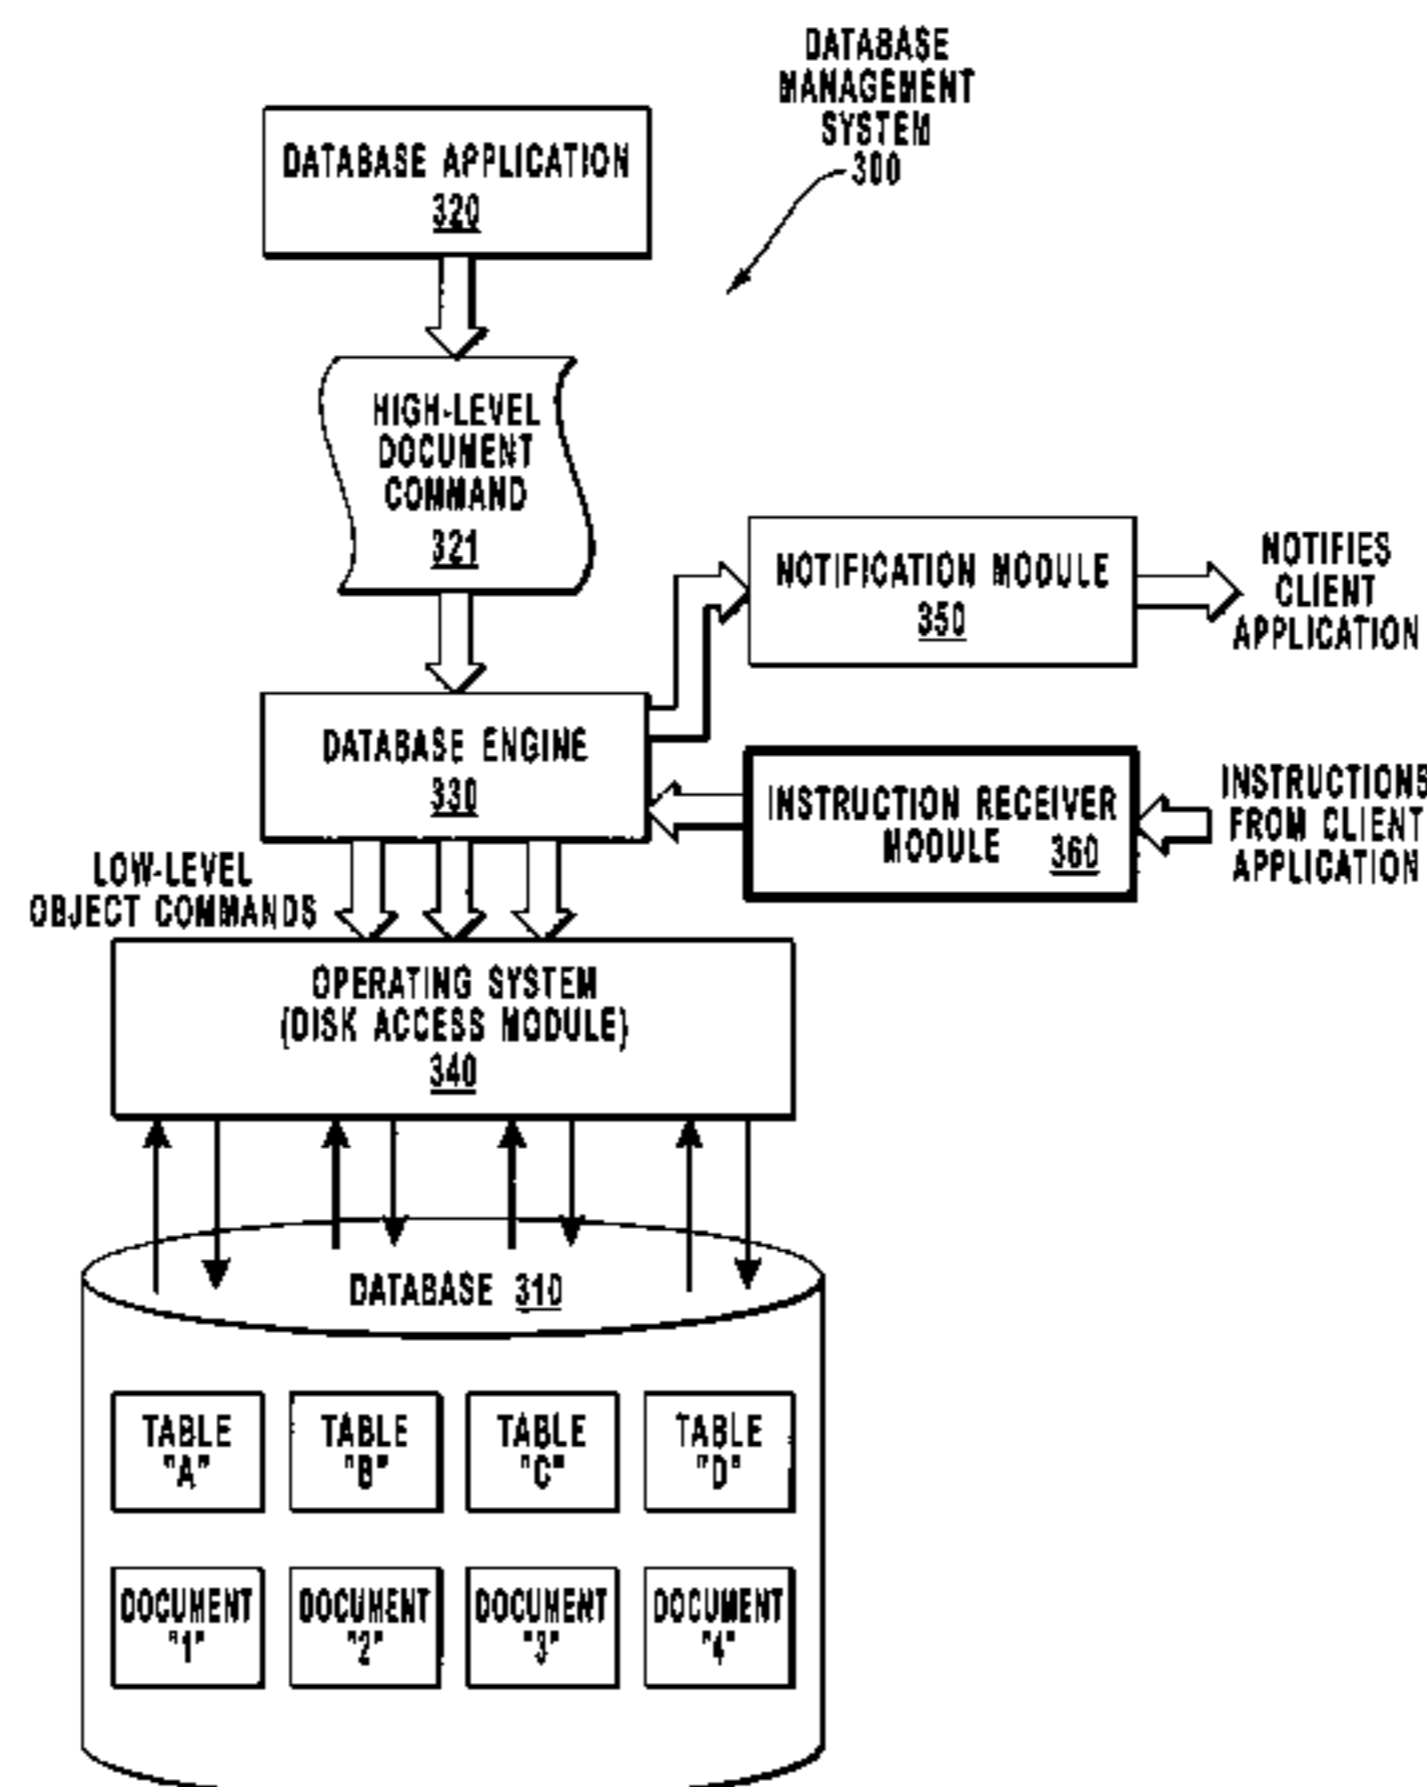 DATABASE
MANAGEMENT
SYSTEM
300
DATABASE APPLICATION
320
HIGH-LEVEL
DOCUMENT
COMMAND
321
NOTIFICATION MODULE
350
NOTIFIES
CLIENT
APPLICATION
DATABASE ENGINE
330
INSTRUCTION RECEIVER
MODULE 360
INSTRUCTIONS
FROM CLIENT
APPLICATION
LOW-LEVEL
OBJECT COMMANDS
OPERATING SYSTEM
(DISK ACCESS MODULE)
340
DATABASE 310
TABLE
"A"
TABLE
"B"
TABLE
"C"
TABLE
"D"
DOCUMENT
"1"
DOCUMENT
"2"
DOCUMENT
"3"
DOCUMENT
"4"